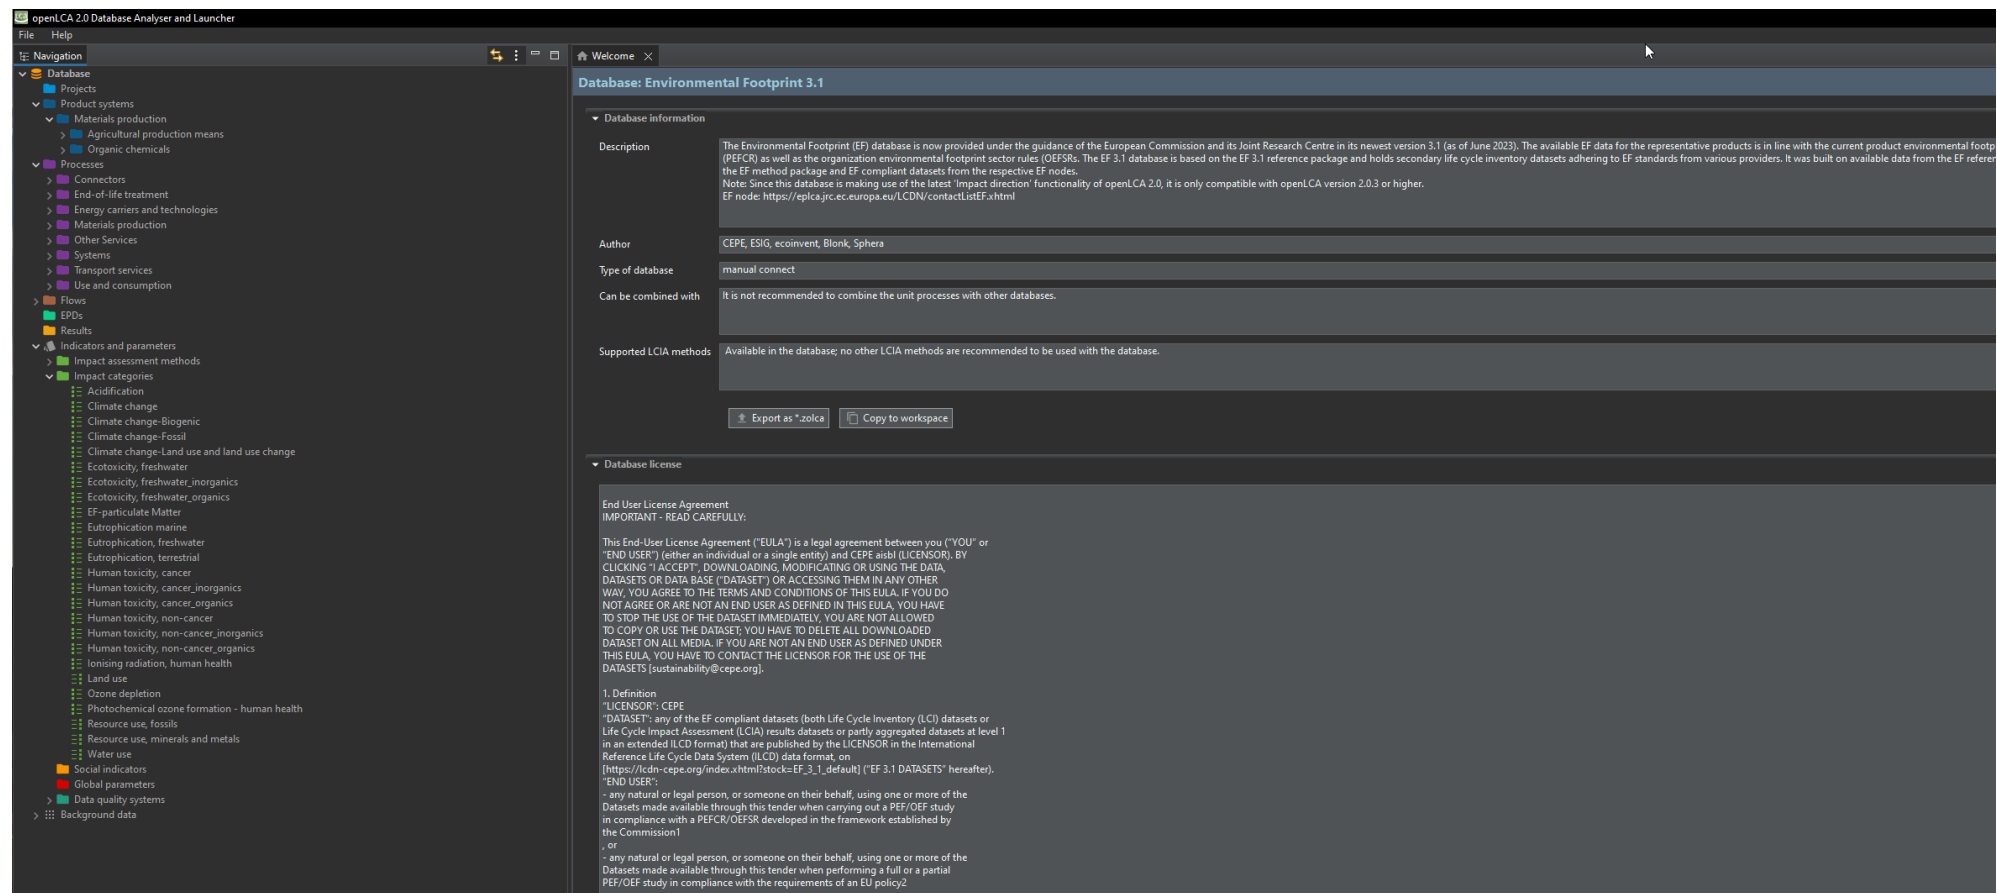 openLCA 2.0 Database Analyser and Launcher
File Help
Navigation
Database
Projects
Product systems
Materials production
Agricultural production means
Organic chemicals
Processes
Connectors
End-of-life treatment
Energy carriers and technologies
Materials production
Other Services
Systems
Transport services
Use and consumption
Flows
EPDs
Results
Indicators and parameters
Impact assessment methods
Impact categories
Acidification
Climate change
Climate change-Biogenic
Climate change-Fossil
Climate change-Land use and land use change
Ecotoxicity, freshwater
Ecotoxicity, freshwater_inorganics
Ecotoxicity, freshwater_organics
EF-particulate Matter
Eutrophication marine
Eutrophication, freshwater
Eutrophication, terrestrial
Human toxicity, cancer
Human toxicity, cancer_inorganics
Human toxicity, cancer_organics
Human toxicity, non-cancer
Human toxicity, non-cancer_inorganics
Human toxicity, non-cancer_organics
Ionising radiation, human health
Land use
Ozone depletion
Photochemical ozone formation - human health
Resource use, fossils
Resource use, minerals and metals
Water use
Social indicators
Global parameters
Data quality systems
Background data
Welcome
Database: Environmental Footprint 3.1
Database information
Description
The Environmental Footprint (EF) database is now provided under the guidance of the European Commission and its Joint Research Centre in its newest version 3.1 (as of June 2023). The available EF data for the representative products is in line with the current product environmental footp
(PEFCR) as well as the organization environmental footprint sector rules (OEFSRs. The EF 3.1 database is based on the EF 3.1 reference package and holds secondary life cycle inventory datasets adhering to EF standards from various providers. It was built on available data from the EF referen
the EF method package and EF compliant datasets from the respective EF nodes.
Note: Since this database is making use of the latest 'Impact direction' functionality of openLCA 2.0, it is only compatible with openLCA version 2.0.3 or higher.
EF node: https://eplca.jrc.ec.europa.eu/LCDN/contactListEF.xhtml
Author
CEPE, ESIG, ecoinvent, Blonk, Sphera
Type of database
manual connect
Can be combined with
It is not recommended to combine the unit processes with other databases.
Supported LCIA methods
Available in the database; no other LCIA methods are recommended to be used with the database.
Export as *.zolca
Copy to workspace
Database license
End User License Agreement
IMPORTANT - READ CAREFULLY:
This End-User License Agreement ("EULA") is a legal agreement between you ("YOU" or
"END USER") (either an individual or a single entity) and CEPE aisbl (LICENSOR). BY
CLICKING "I ACCEPT", DOWNLOADING, MODIFICATING OR USING THE DATA,
DATASETS OR DATA BASE ("DATASET") OR ACCESSING THEM IN ANY OTHER
WAY, YOU AGREE TO THE TERMS AND CONDITIONS OF THIS EULA. IF YOU DO
NOT AGREE OR ARE NOT AN END USER AS DEFINED IN THIS EULA, YOU HAVE
TO STOP THE USE OF THE DATASET IMMEDIATELY, YOU ARE NOT ALLOWED
TO COPY OR USE THE DATASET; YOU HAVE TO DELETE ALL DOWNLOADED
DATASET ON ALL MEDIA. IF YOU ARE NOT AN END USER AS DEFINED UNDER
THIS EULA, YOU HAVE TO CONTACT THE LICENSOR FOR THE USE OF THE
DATASETS [sustainability@cepe.org].
1. Definition
"LICENSOR": CEPE
"DATASET": any of the EF compliant datasets (both Life Cycle Inventory (LCI) datasets or
Life Cycle Impact Assessment (LCIA) results datasets or partly aggregated datasets at level 1
in an extended ILCD format) that are published by the LICENSOR in the International
Reference Life Cycle Data System (ILCD) data format, on
[https://lcdn-cepe.org/index.xhtml?stock=EF_3_1_default] ("EF 3.1 DATASETS" hereafter).
"END USER":
- any natural or legal person, or someone on their behalf, using one or more of the
Datasets made available through this tender when carrying out a PEF/OEF study
in compliance with a PEFCR/OEFSR developed in the framework established by
the Commission1
, or
- any natural or legal person, or someone on their behalf, using one or more of the
Datasets made available through this tender when performing a full or a partial
PEF/OEF study in compliance with the requirements of an EU policy2